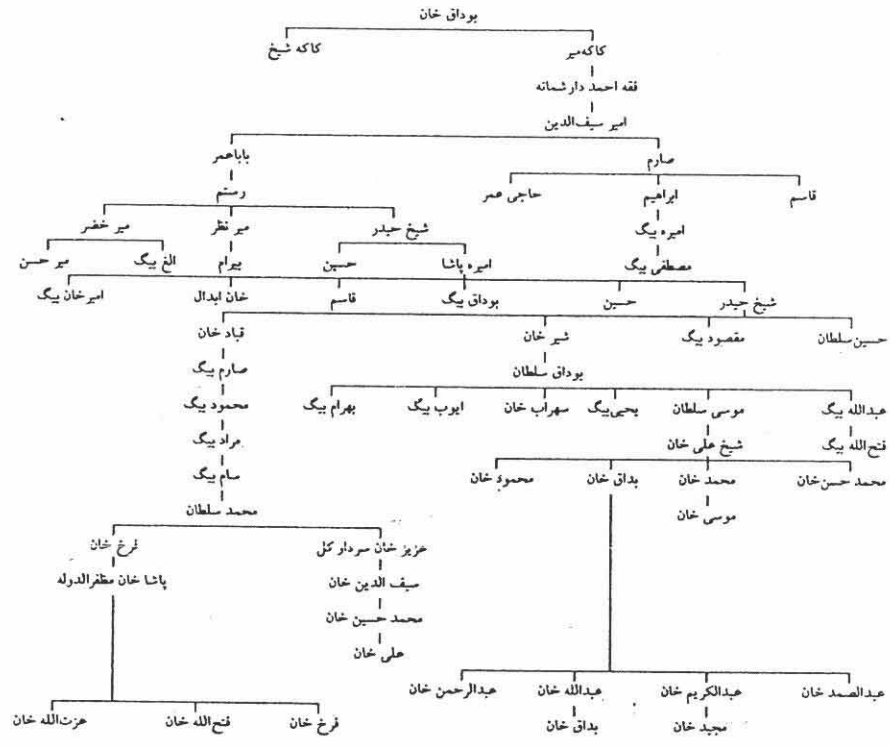 بوداق خان
کاکه‌میر کاکه شیخ
فقه احمد دارشمانه
امیر سیف‌الدین
صارم باباعمر
قاسم ابراهیم حاجی عمر رستم
شیخ حیدر میر نظر میر خضر
امیره بیگ
مصطفی بیگ امیره پاشا حسین بیرام الغ بیگ میر حسن
شیخ حیدر حسین بوداق بیگ قاسم خان ابدال امیرخان بیگ
حسین‌سلطان مقصود بیگ شیر خان قباد خان
بوداق سلطان صارم بیگ
عبدالله بیگ موسی سلطان یحیی‌بیگ سهراب خان ایوب بیگ بهرام بیگ محمود بیگ
فتح‌الله بیگ شیخ علی خان مراد بیگ
محمد حسن‌خان محمد خان بداق خان محمود خان سام بیگ
موسی خان محمد سلطان
عزیز خان سردار کل فرخ خان
سیف الدین خان پاشا خان مظفرالدوله
محمد حسین خان
علی خان
عبدالصمد خان عبدالکریم خان عبدالله خان عبدالرحمن خان
مجید خان بداق خان فرخ خان فتح‌الله خان عزت‌الله خان